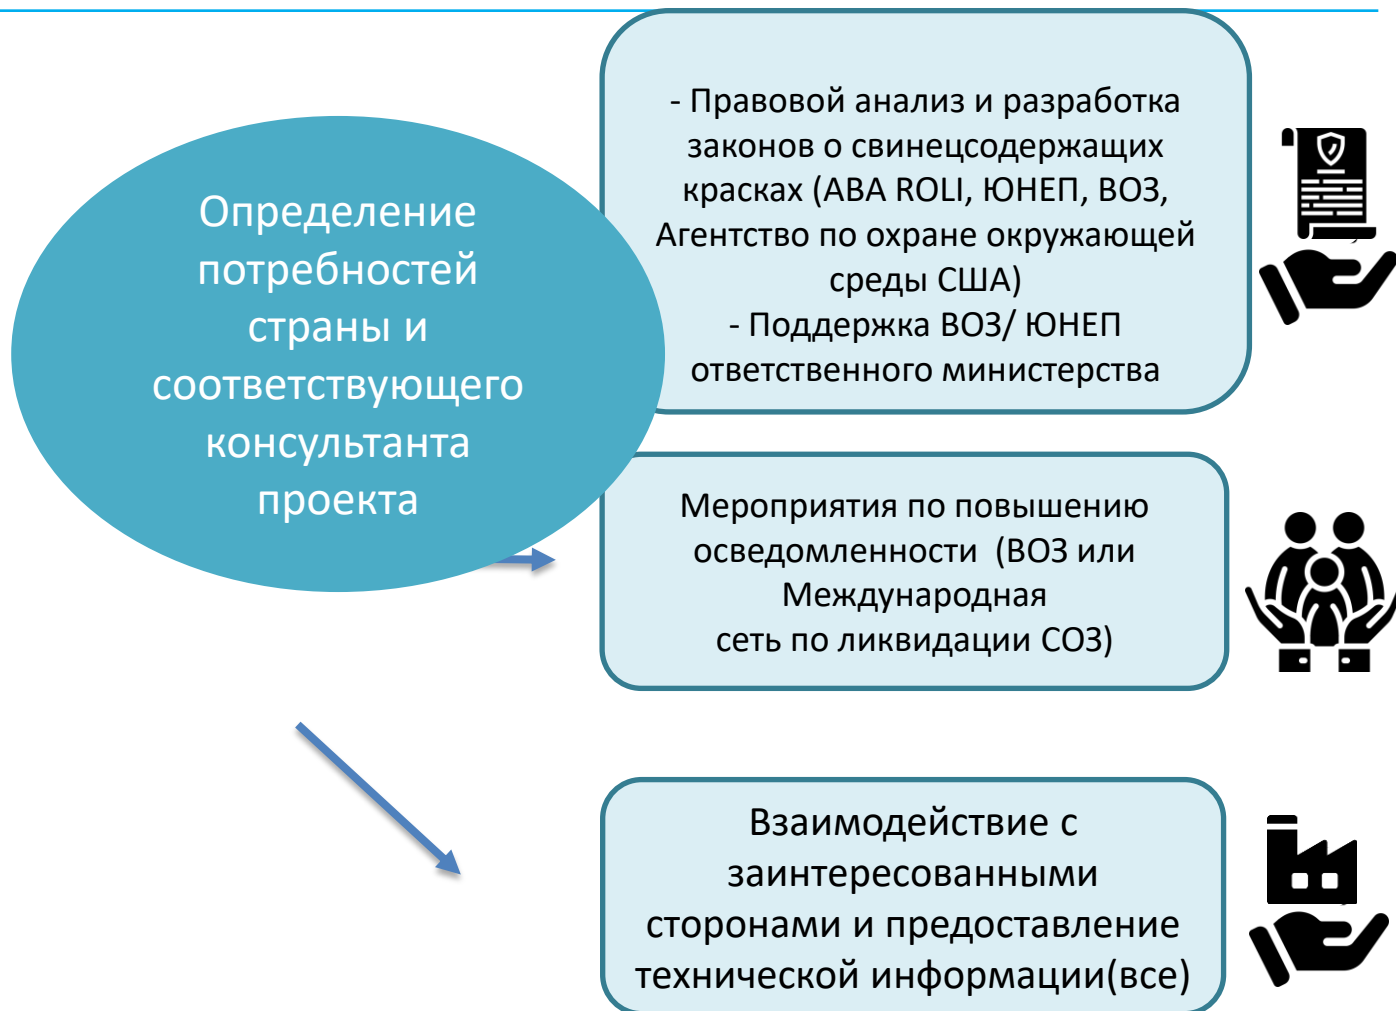 Определение
потребностей
страны и
соответствующего
консультанта
проекта
- Правовой анализ и разработка
законов о свинецсодержащих
красках (ABA ROLI, ЮНЕП, ВОЗ,
Агентство по охране окружающей
среды США)
- Поддержка ВОЗ/ ЮНЕП
ответственного министерства
Мероприятия по повышению
осведомленности  (ВОЗ или
Международная
сеть по ликвидации СОЗ)
Взаимодействие с
заинтересованными
сторонами и предоставление
технической информации(все)